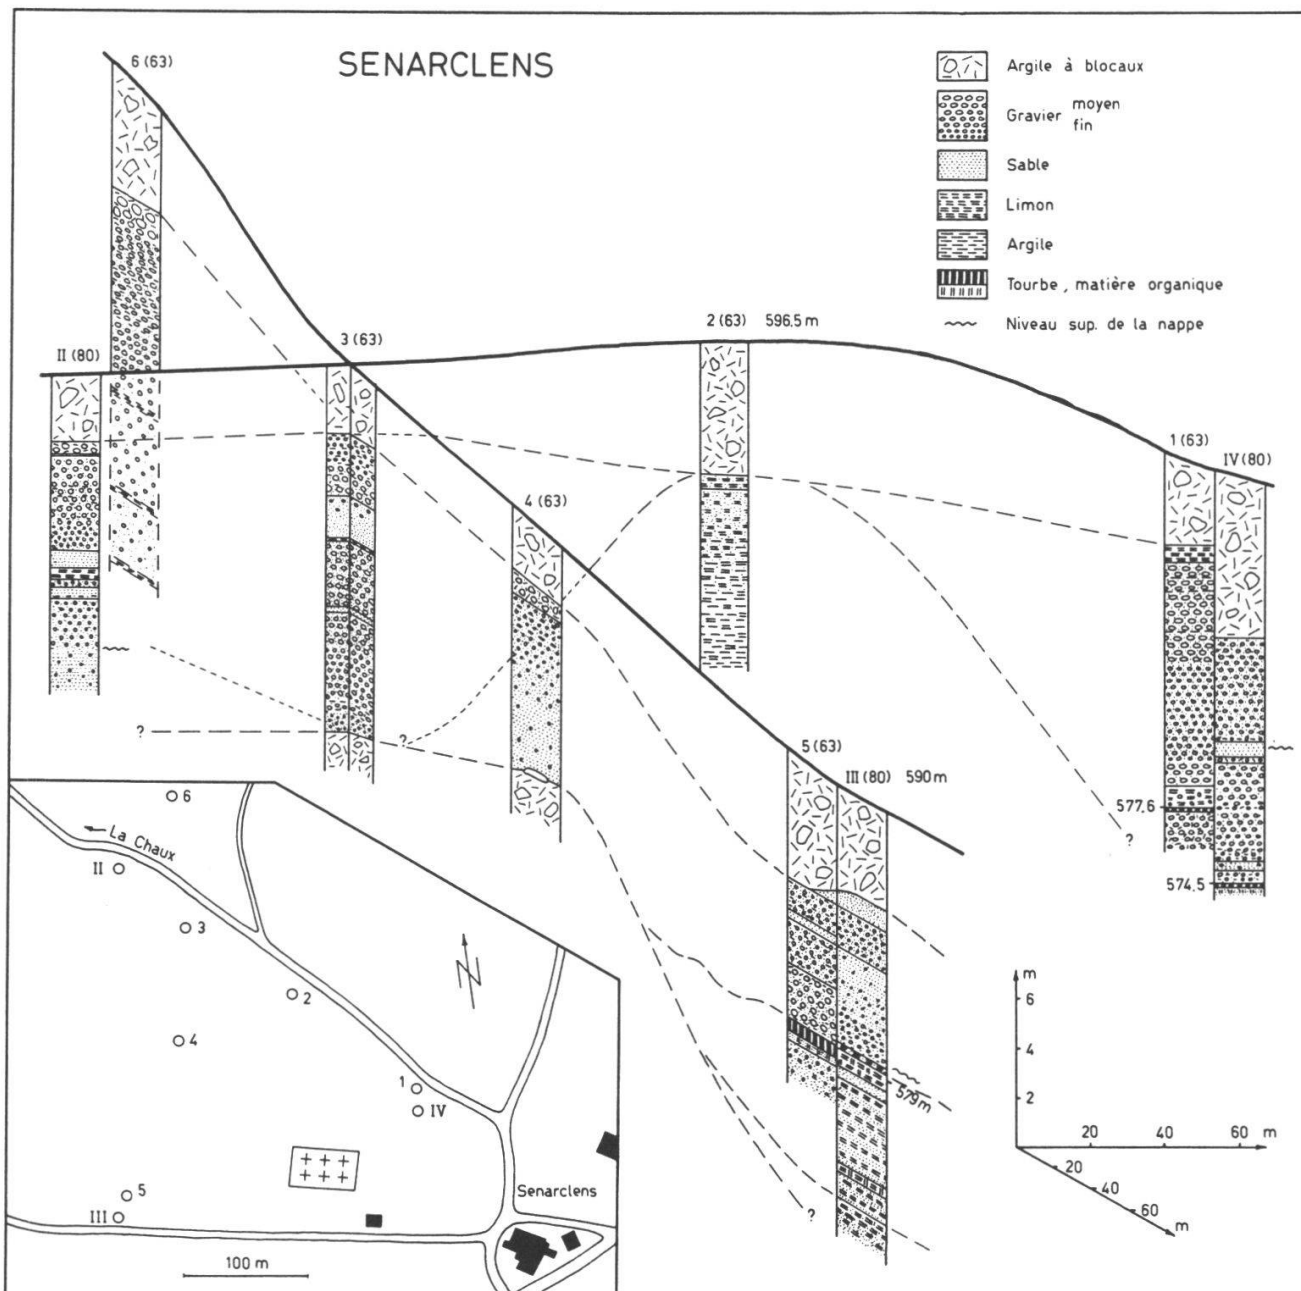 SENARCLENS
6 (63)
Argile à blocaux
Gravier moyen
fin
Sable
Limon
Argile
Tourbe, matière organique
Niveau sup. de la nappe
II (80)
3 (63)
2 (63) 596.5 m
1 (63)
IV (80)
4 (63)
5 (63)
III (80) 590 m
?
?
?
?
577.6
574.5
579 m
6
La Chaux
II
3
2
4
1
IV
5
III
Senarclens
100 m
m
6
4
2
20 40 60 m
20
40
60
m